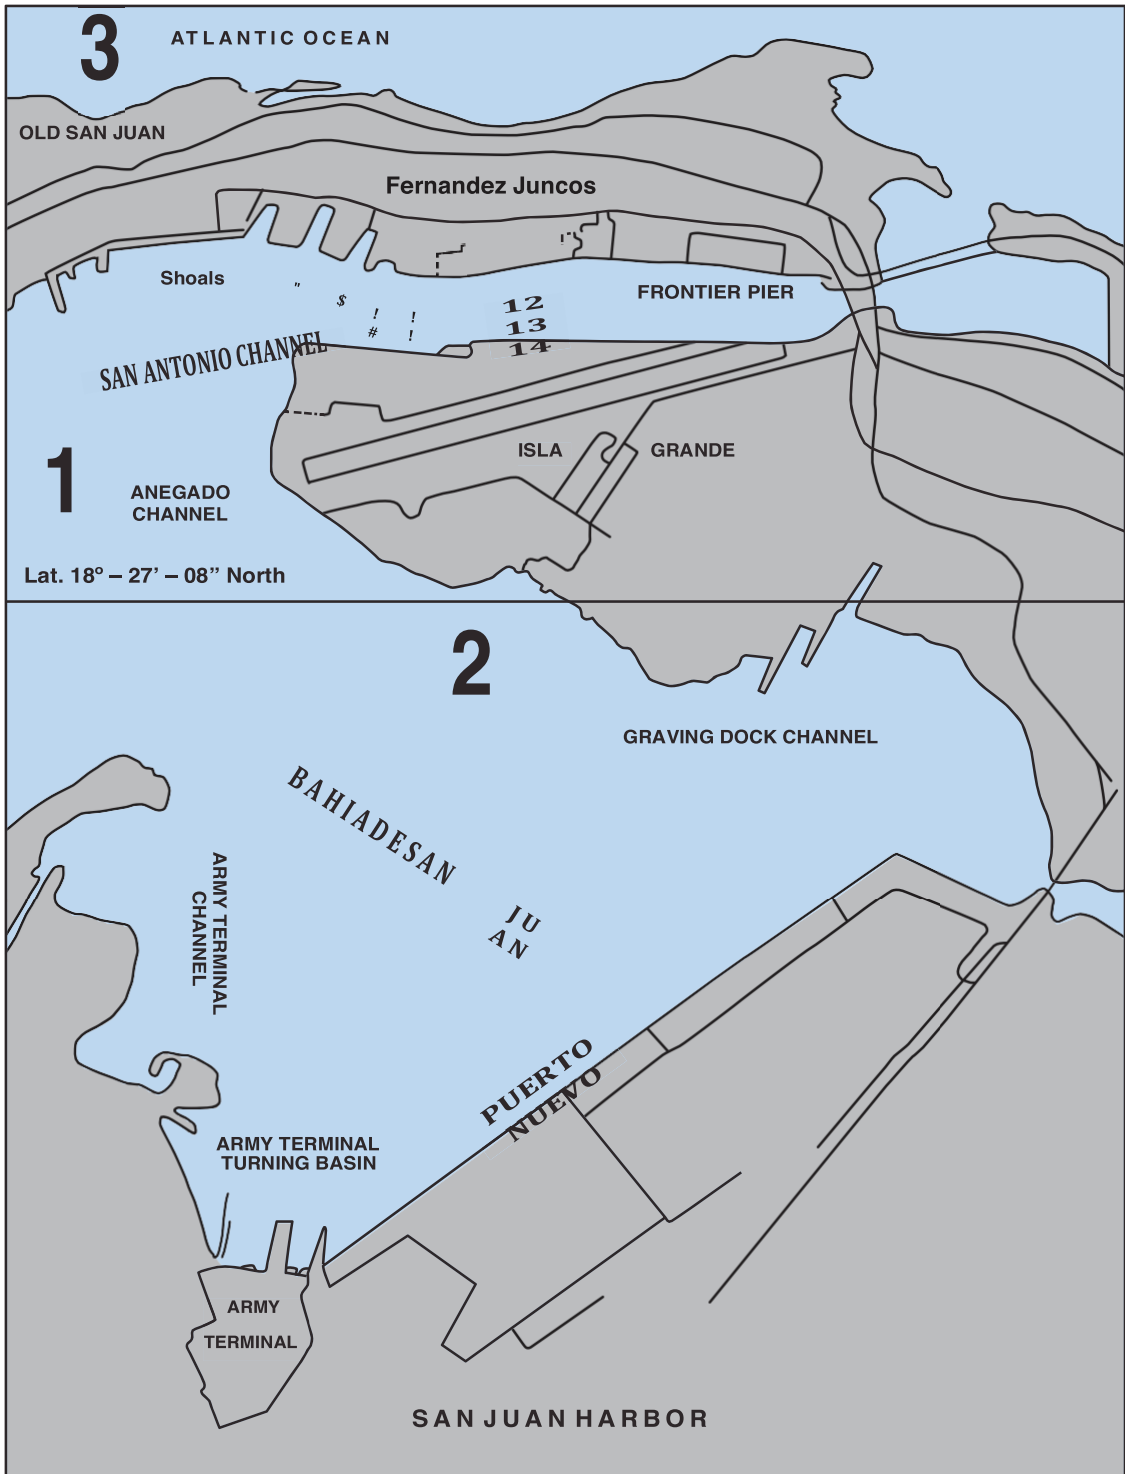 3
ATLANTIC OCEAN
OLD SAN JUAN
Fernandez Juncos
Shoals
"
$
!
!
!
#
!
12
13
14
FRONTIER PIER
SAN ANTONIO CHANNEL
1
ANEGADO
CHANNEL
ISLA
GRANDE
Lat. 18º – 27’ – 08” North
2
GRAVING DOCK CHANNEL
BAHIADESAN
JU
AN
ARMY TERMINAL
CHANNEL
PUERTO
NUEVO
ARMY TERMINAL
TURNING BASIN
ARMY
TERMINAL
SAN JUAN HARBOR